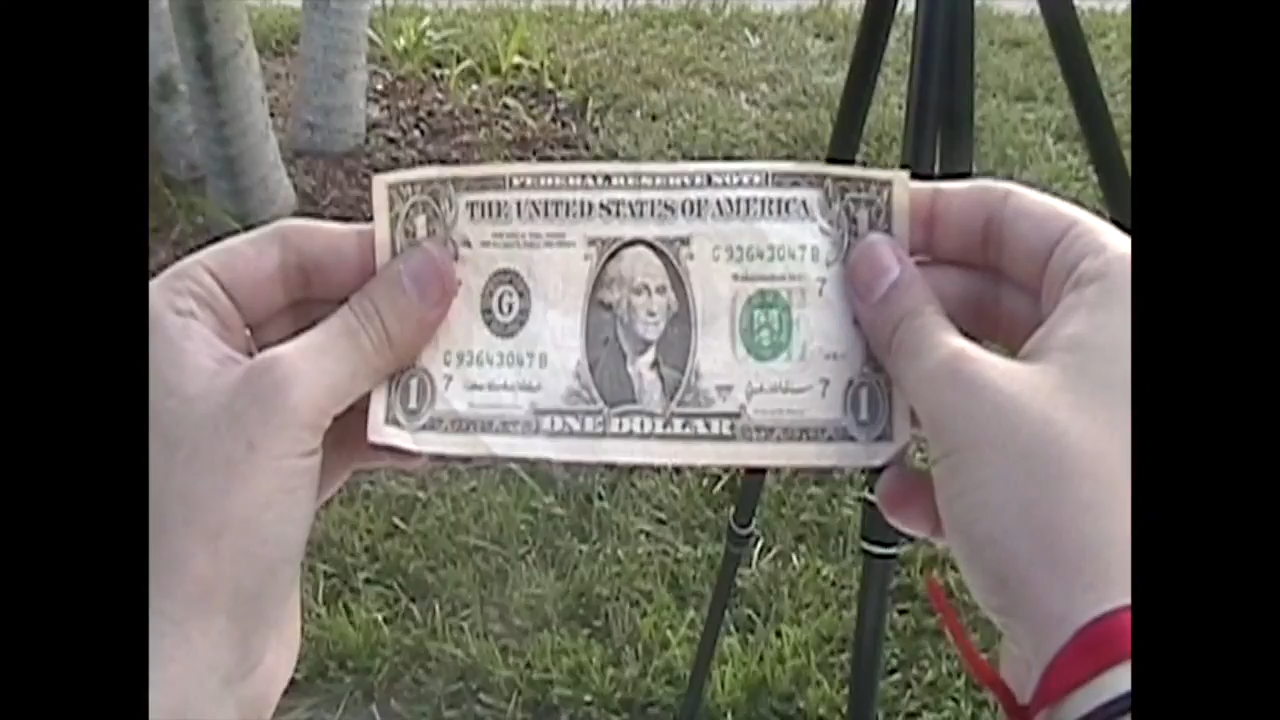 FEDERAL RESERVE NOTE
1
1
THE UNITED STATES OF AMERICA
G 93643047 B
7
G
G 93643047 B
7
7
1
1
ONE DOLLAR